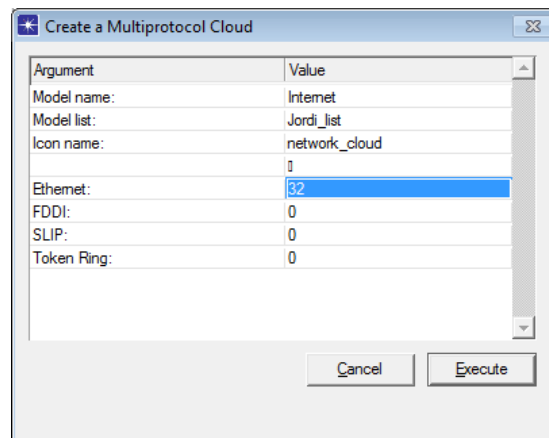 Create a Multiprotocol Cloud
Argument Value
Model name: Internet
Model list: Jordi_list
Icon name: network_cloud
Ethernet: 32
FDDI: 0
SLIP: 0
Token Ring: 0
Cancel Execute